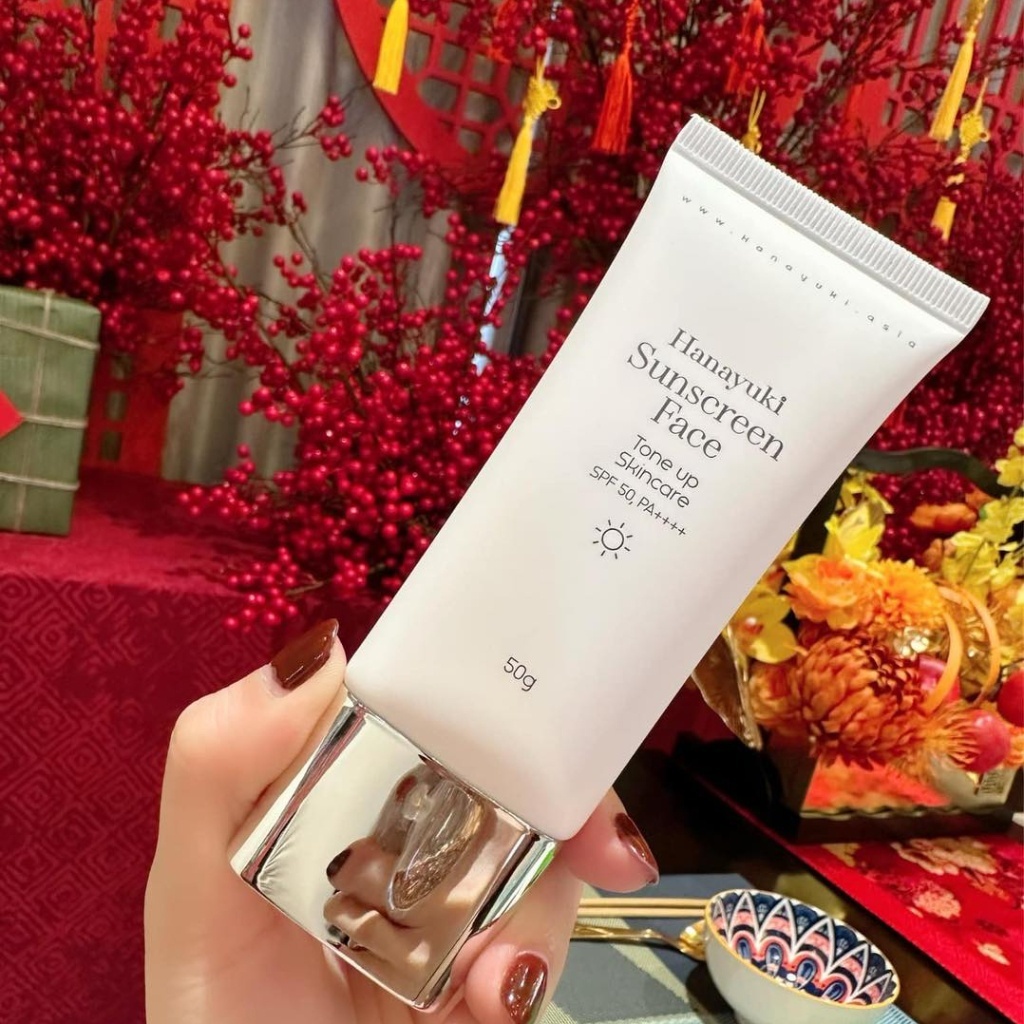 www.Hanayuki.asia
Hanayuki
Sunscreen
Face
Tone up
Skincare
SPF 50, PA++++
50g